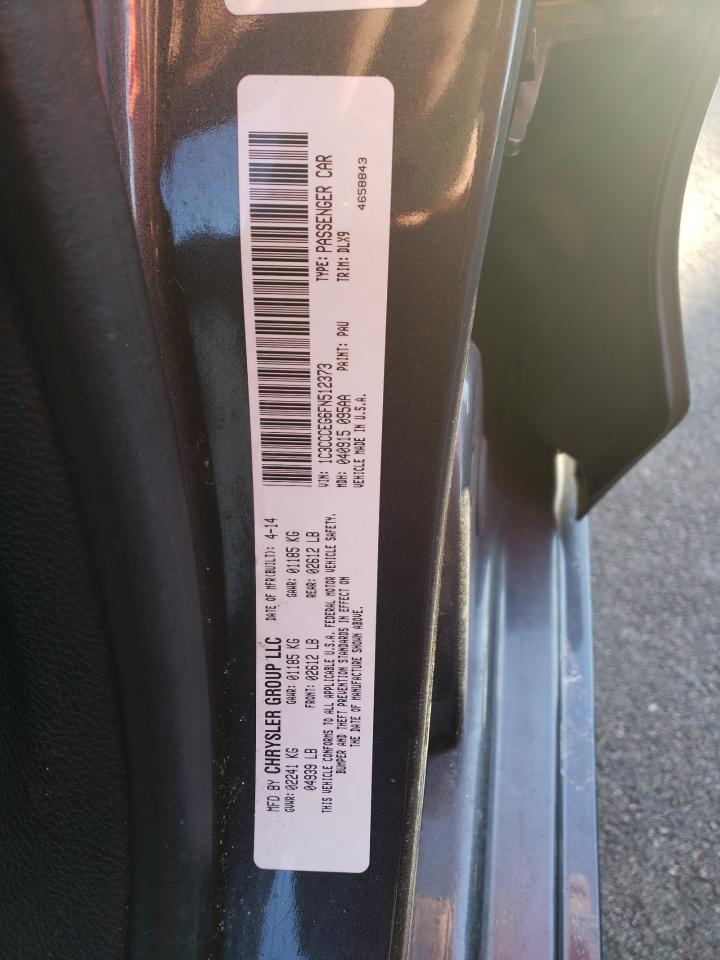 MFD BY CHRYSLER GROUP LLC DATE OF MFR(BUILT): 4-14
GVWR: 02241 KG GAWR: 01185 KG GAWR: 01185 KG
04939 LB FRONT: 02612 LB REAR: 02612 LB
THIS VEHICLE CONFORMS TO ALL APPLICABLE U.S.A. FEDERAL MOTOR VEHICLE SAFETY,
BUMPER AND THEFT PREVENTION STANDARDS IN EFFECT ON
THE DATE OF MANUFACTURE SHOWN ABOVE.
VIN: 1C3CCCEG6FN512373 TYPE: PASSENGER CAR
MDH: 040915 095AA PAINT: PAU TRIM: DLX9
VEHICLE MADE IN U.S.A. 4658843